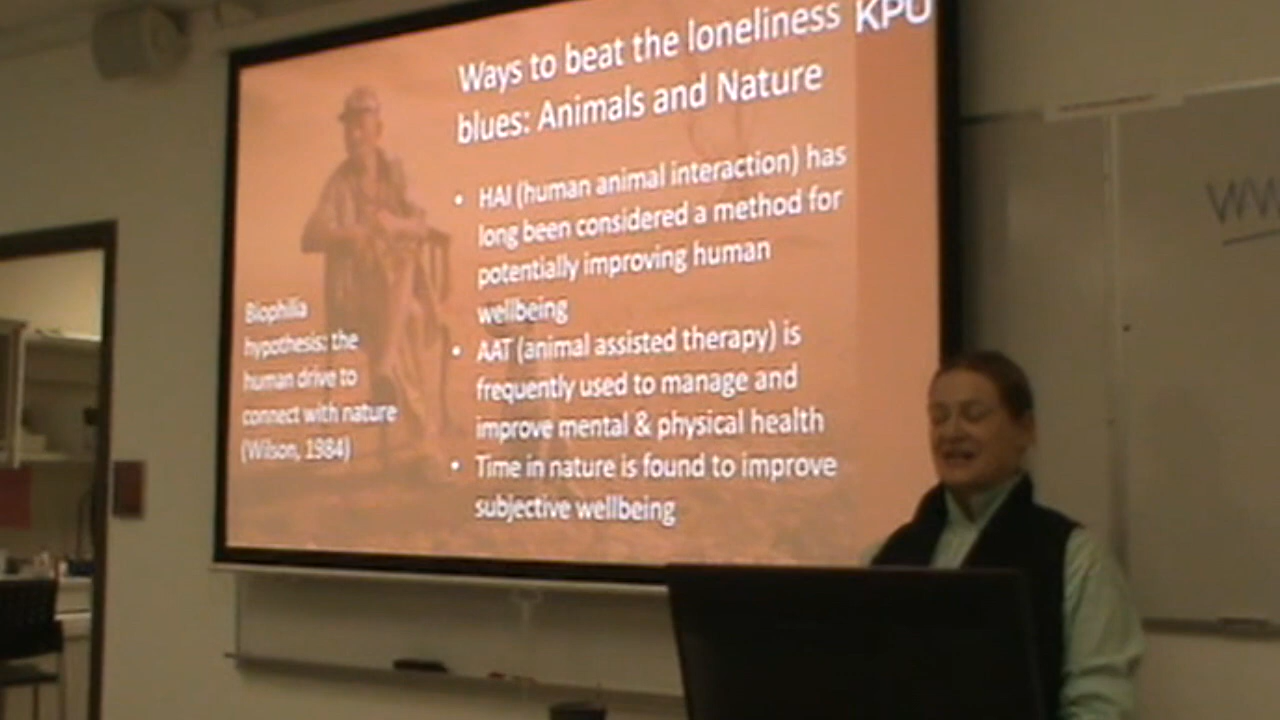 Ways to beat the loneliness
blues: Animals and Nature
KPU
• HAI (human animal interaction) has
long been considered a method for
potentially improving human
wellbeing
• AAT (animal assisted therapy) is
frequently used to manage and
improve mental & physical health
• Time in nature is found to improve
subjective wellbeing
Biophilia
hypothesis: the
human drive to
connect with nature
(Wilson, 1984)